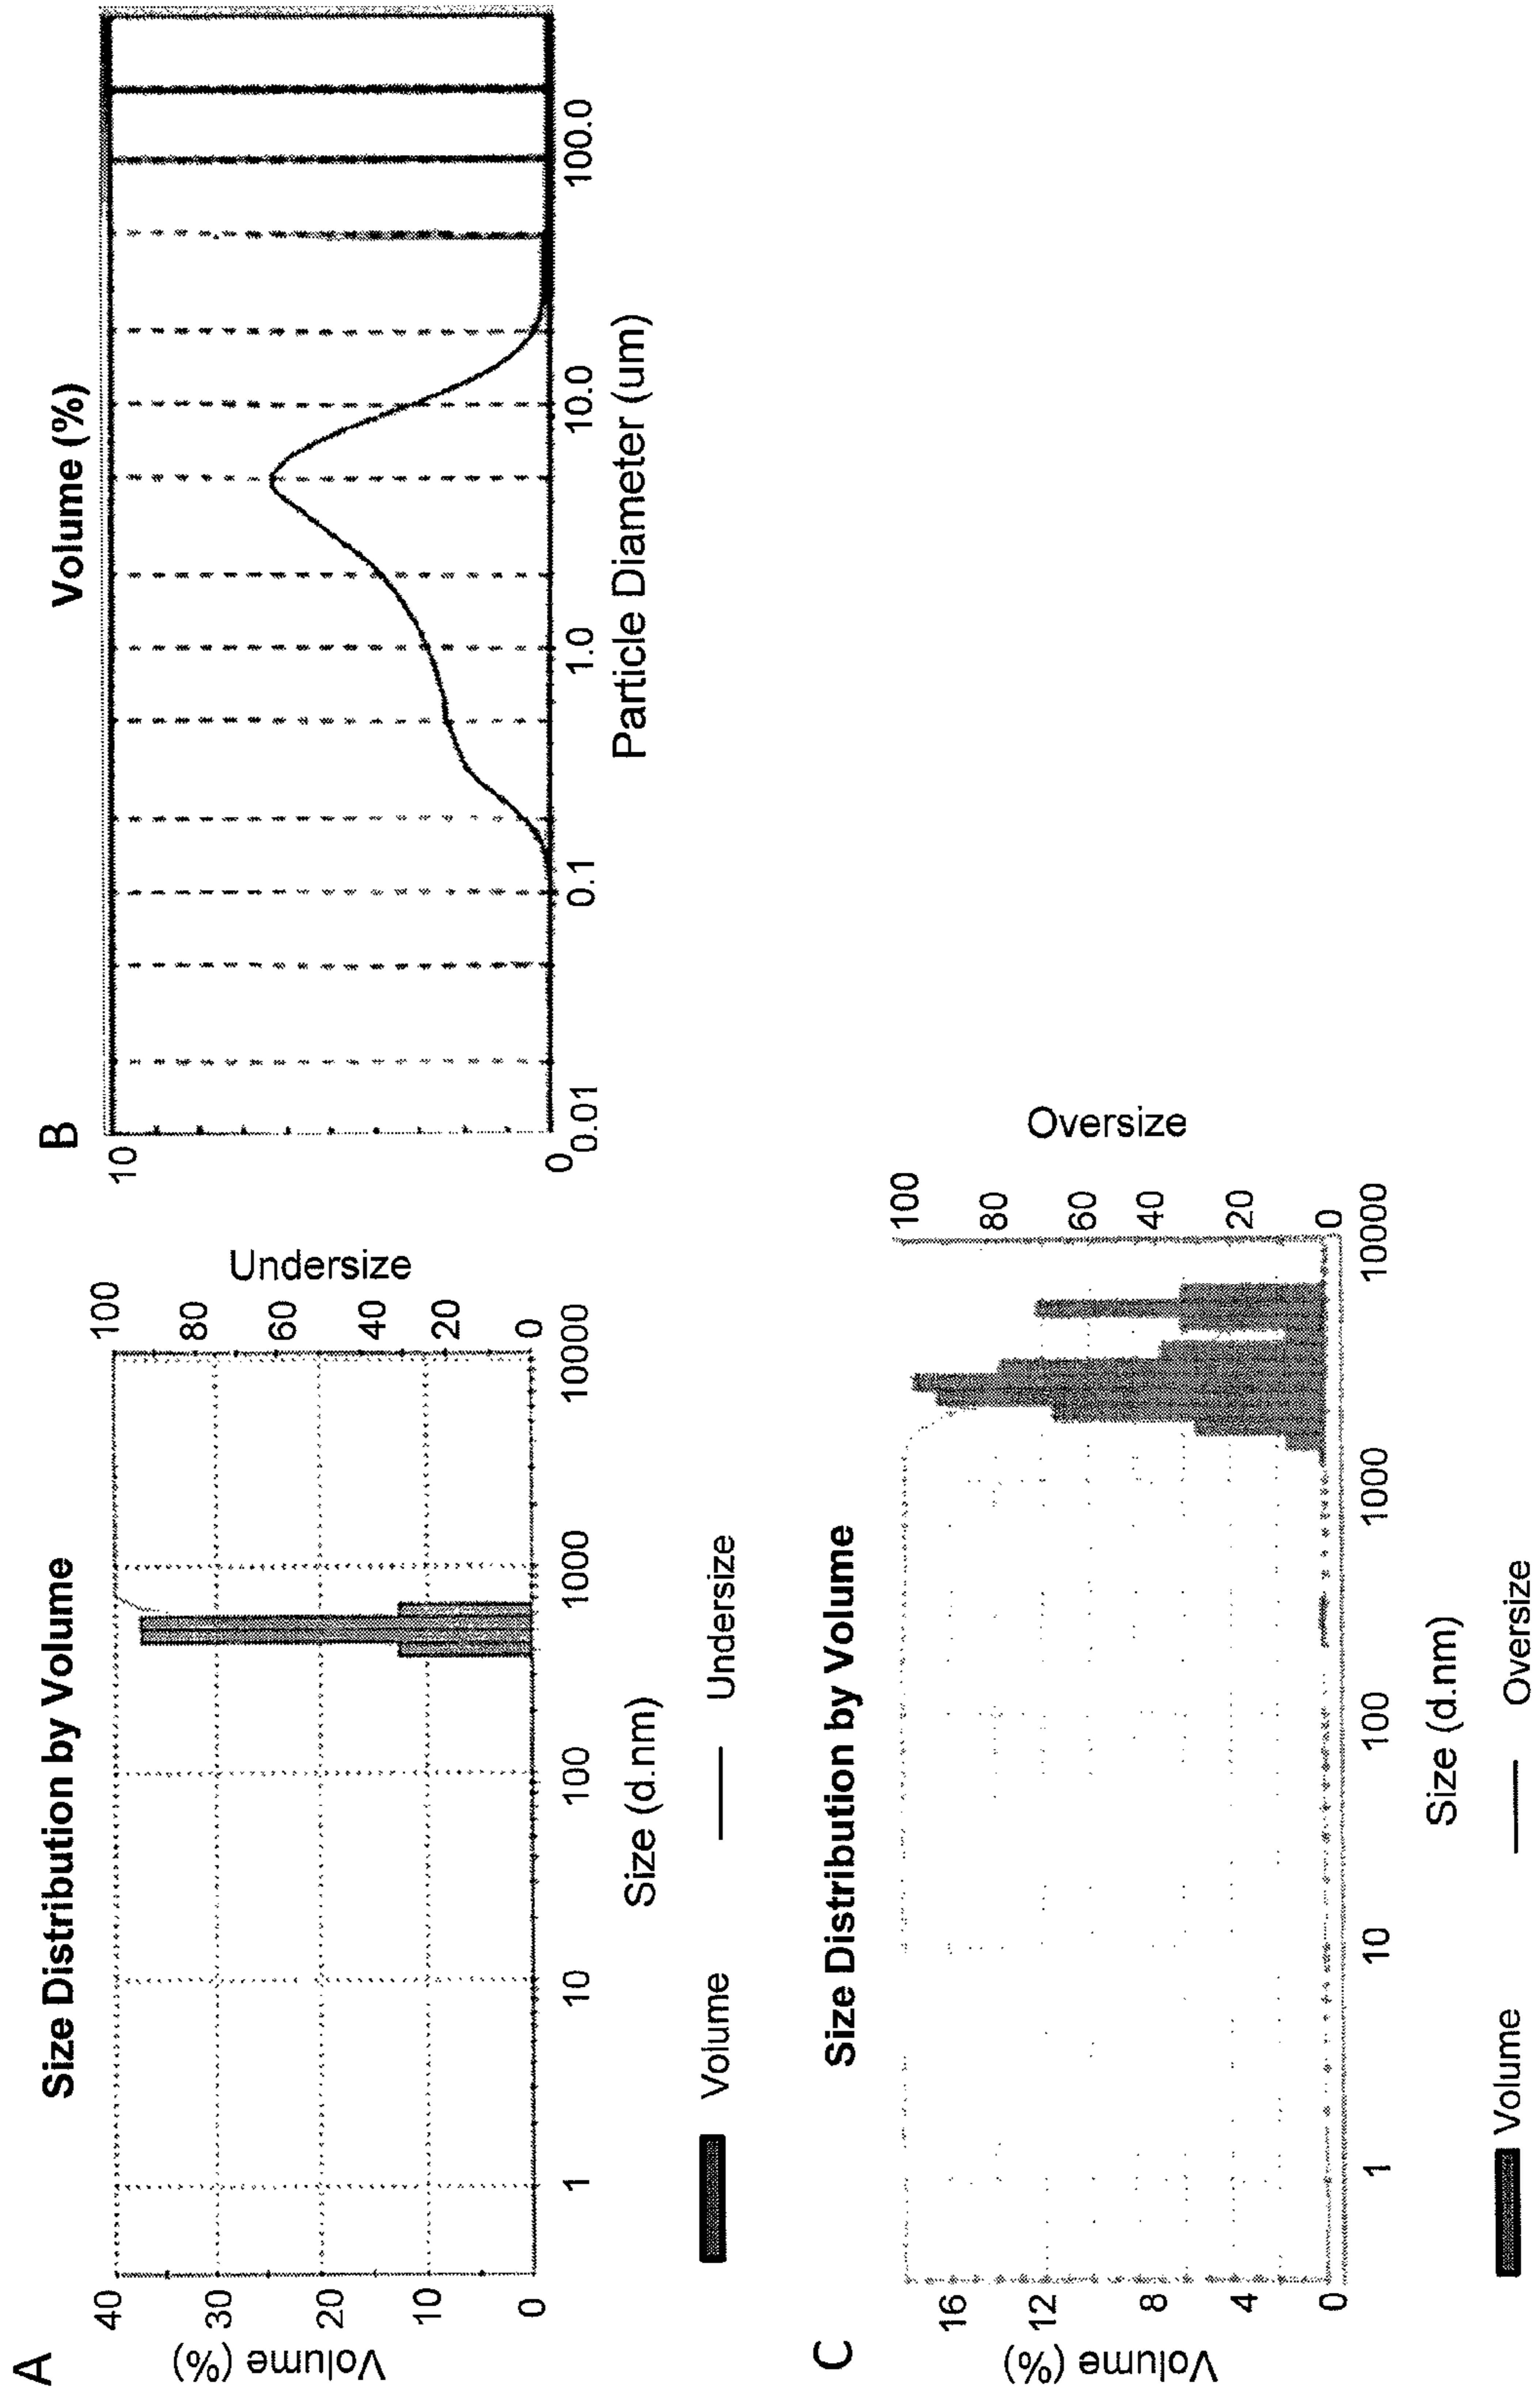 A
Size Distribution by Volume
Volume (%)
40
30
20
10
0
Undersize
100
80
60
40
20
0
1
10
100
1000
10000
Size (d.nm)
Volume
Undersize
B
Volume (%)
10
0
0.01
0.1
1.0
10.0
100.0
Particle Diameter (um)
C
Size Distribution by Volume
Volume (%)
16
12
8
4
0
Oversize
100
80
60
40
20
0
1
10
100
1000
10000
Size (d.nm)
Volume
Oversize